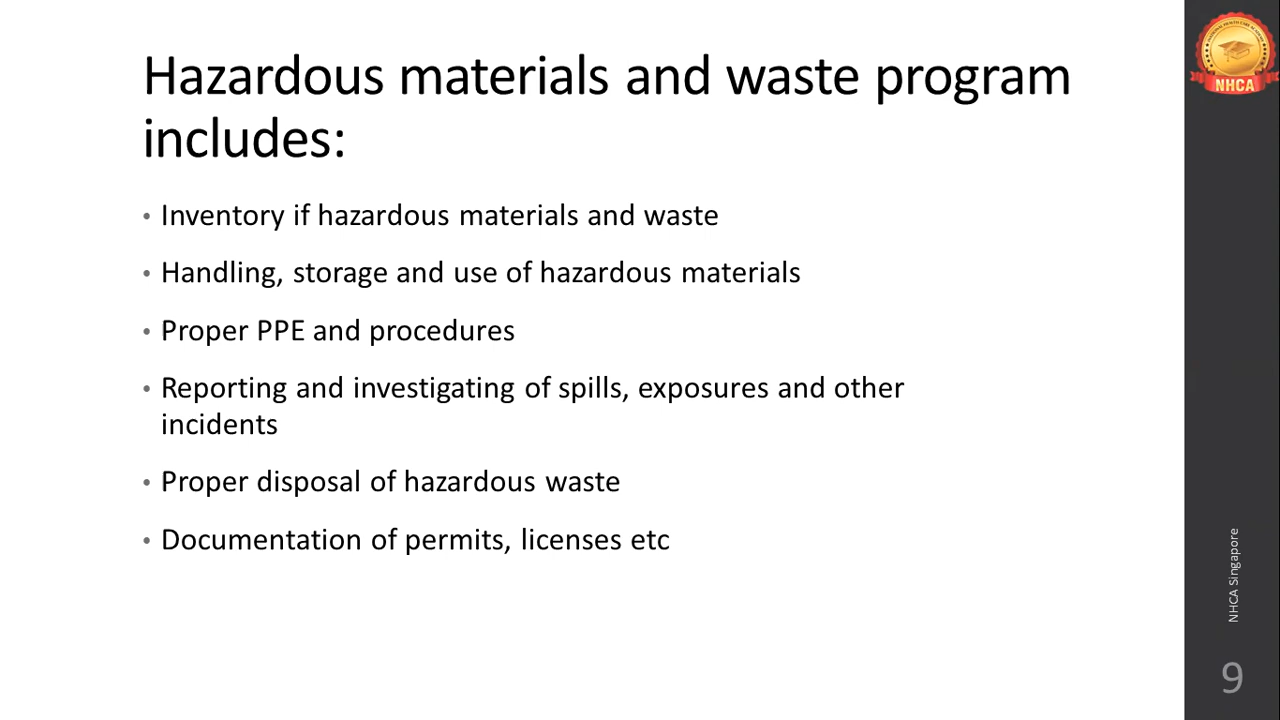 Hazardous materials and waste program
includes:
• Inventory if hazardous materials and waste
• Handling, storage and use of hazardous materials
• Proper PPE and procedures
• Reporting and investigating of spills, exposures and other
incidents
• Proper disposal of hazardous waste
• Documentation of permits, licenses etc
NHCA
NHCA Singapore
9